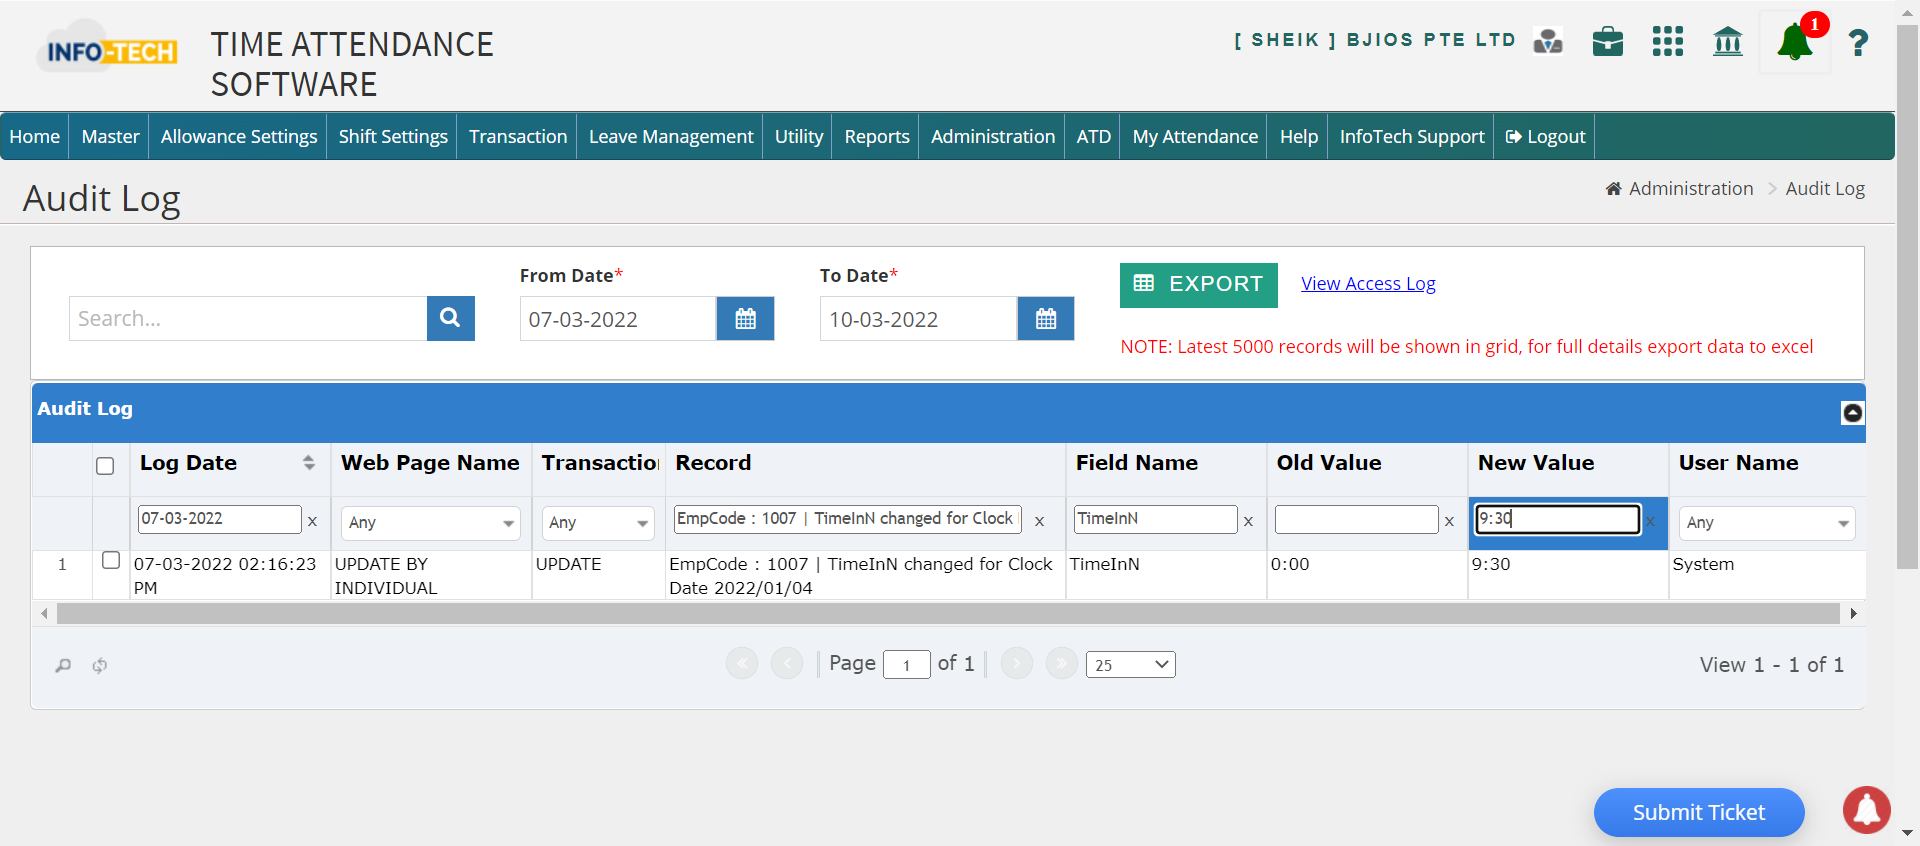 INFO-TECH
TIME ATTENDANCE
SOFTWARE
[ SHEIK ] BJIOS PTE LTD
1
?
Home Master Allowance Settings Shift Settings Transaction Leave Management Utility Reports Administration ATD My Attendance Help InfoTech Support Logout
Audit Log
Administration > Audit Log
From Date*
To Date*
EXPORT
View Access Log
Search...
07-03-2022
10-03-2022
NOTE: Latest 5000 records will be shown in grid, for full details export data to excel
Audit Log
Log Date Web Page Name Transaction Record Field Name Old Value New Value User Name
07-03-2022 x Any Any EmpCode : 1007 | TimeInN changed for Clock x TimeInN x x 9:30 x Any
1 07-03-2022 02:16:23 UPDATE BY UPDATE EmpCode : 1007 | TimeInN changed for Clock TimeInN 0:00 9:30 System
PM INDIVIDUAL Date 2022/01/04
Page 1 of 1 25 View 1 - 1 of 1
Submit Ticket